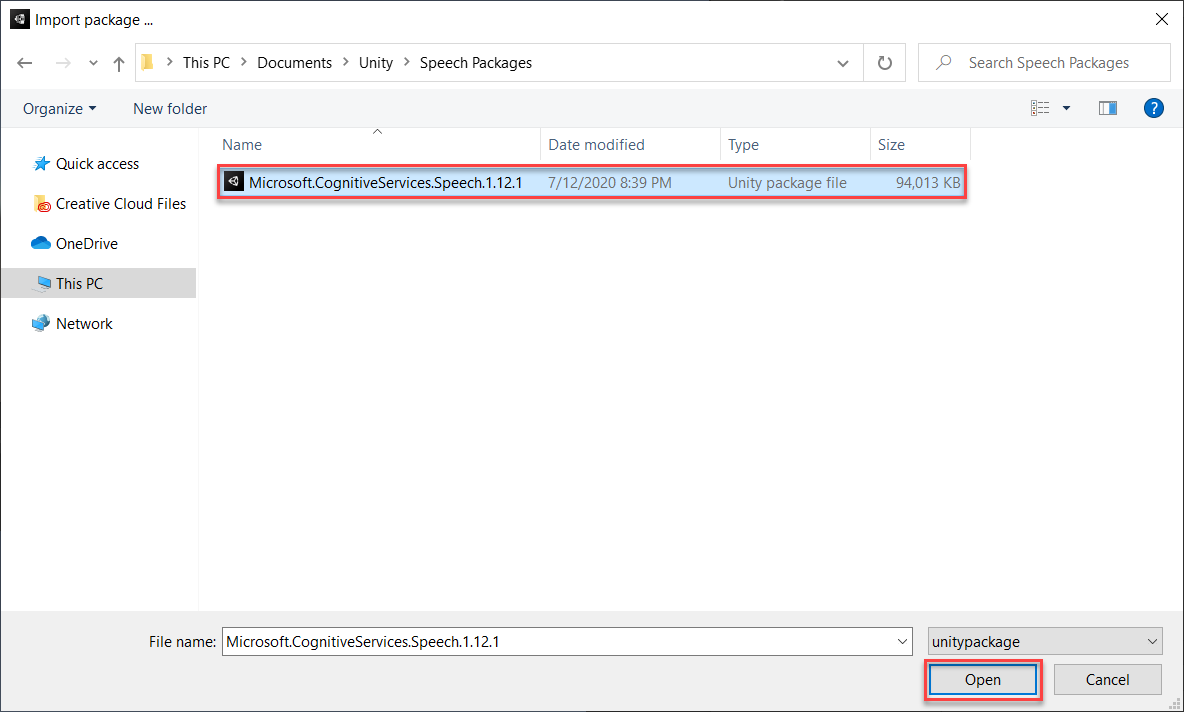 Import package ...
This PC > Documents > Unity > Speech Packages
Search Speech Packages
Organize
New folder
?
Name
Date modified
Type
Size
Quick access
Creative Cloud Files
OneDrive
This PC
Network
Microsoft.CognitiveServices.Speech.1.12.1 7/12/2020 8:39 PM Unity package file 94,013 KB
File name: Microsoft.CognitiveServices.Speech.1.12.1
unitypackage
Open
Cancel